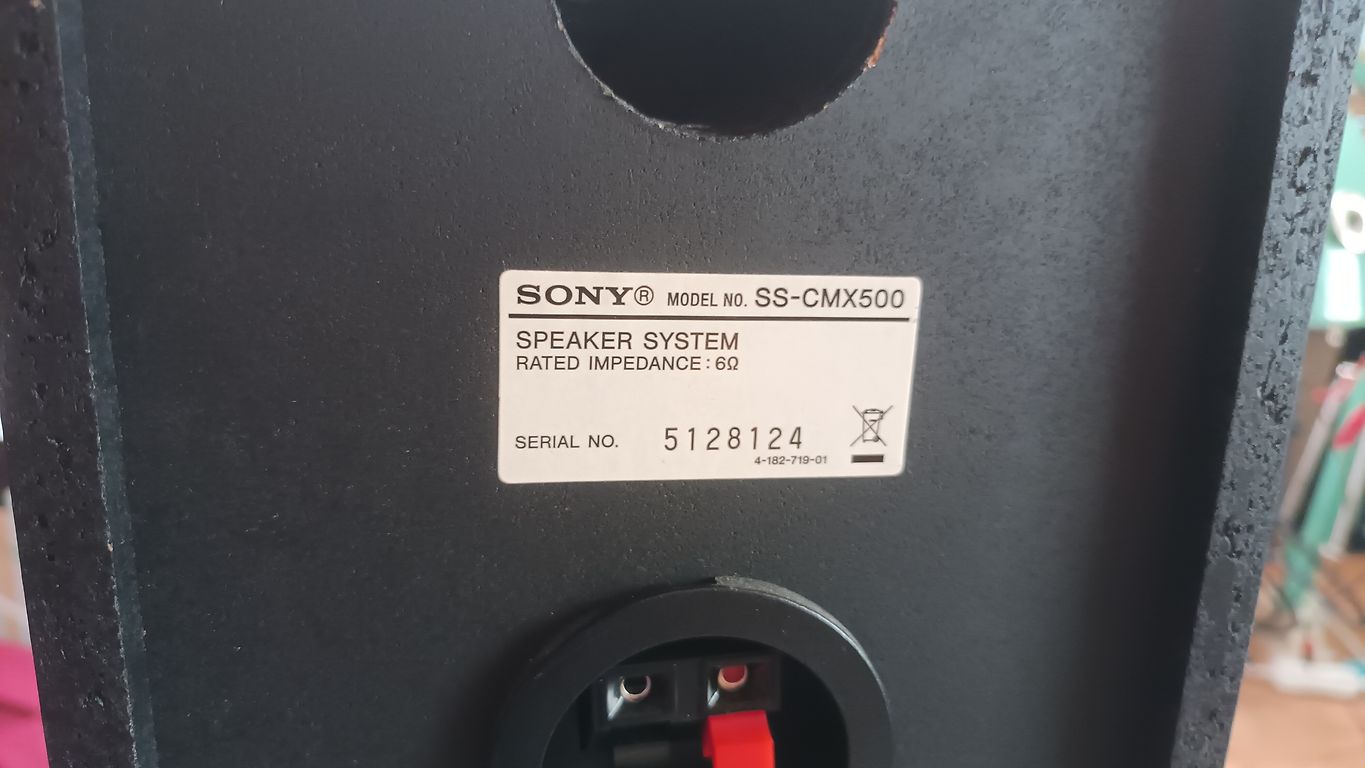 SONY® MODEL NO. SS-CMX500
SPEAKER SYSTEM
RATED IMPEDANCE : 6Ω
SERIAL NO. 5128124
4-182-719-01